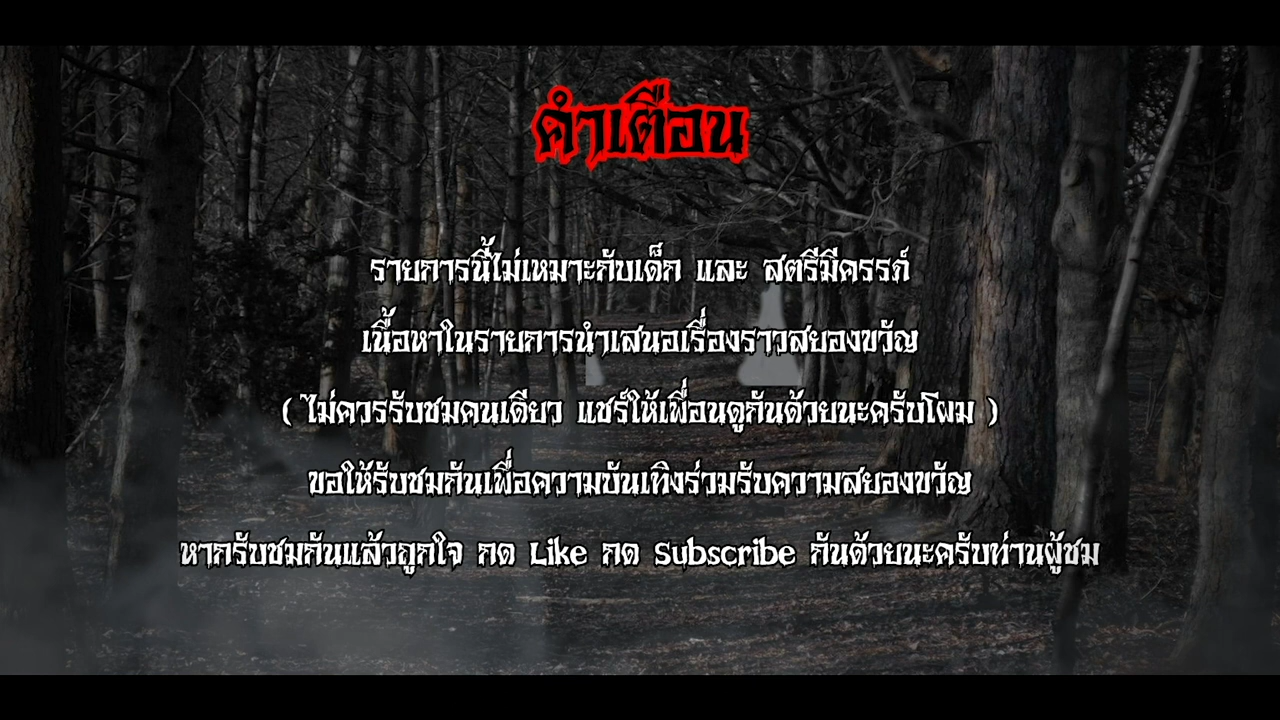 คำเตือน
รายการนี้ไม่เหมาะกับเด็ก และ สตรีมีครรภ์
เนื้อหาในรายการนำเสนอเรื่องราวสยองขวัญ
( ไม่ควรรับชมคนเดียว แชร์ให้เพื่อนดูกันด้วยนะครับโผม )
ขอให้รับชมกันเพื่อความบันเทิงร่วมรับความสยองขวัญ
หากรับชมกันแล้วถูกใจ กด Like กด Subscribe กันด้วยนะครับท่านผู้ชม